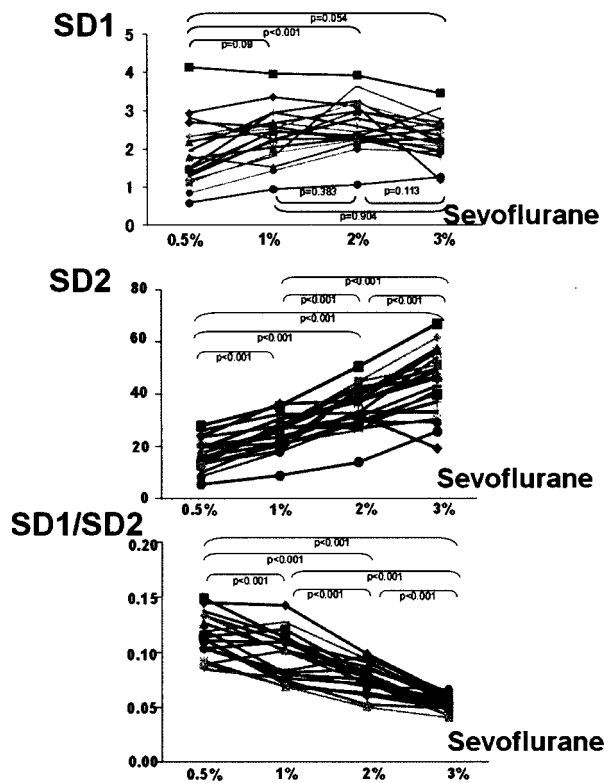 SD1
p=0.054
p<0.001
p=0.09
5
4
3
2
1
0
p=0.383
p=0.113
p=0.904
Sevoflurane
0.5% 1% 2% 3%
SD2
p<0.001
p<0.001 p<0.001
p<0.001
p<0.001
p<0.001
80
60
40
20
0
Sevoflurane
0.5% 1% 2% 3%
SD1/SD2
p<0.001
p<0.001
p<0.001
p<0.001 p<0.001 p<0.001
0.20
0.15
0.10
0.05
0.00
Sevoflurane
0.5% 1% 2% 3%